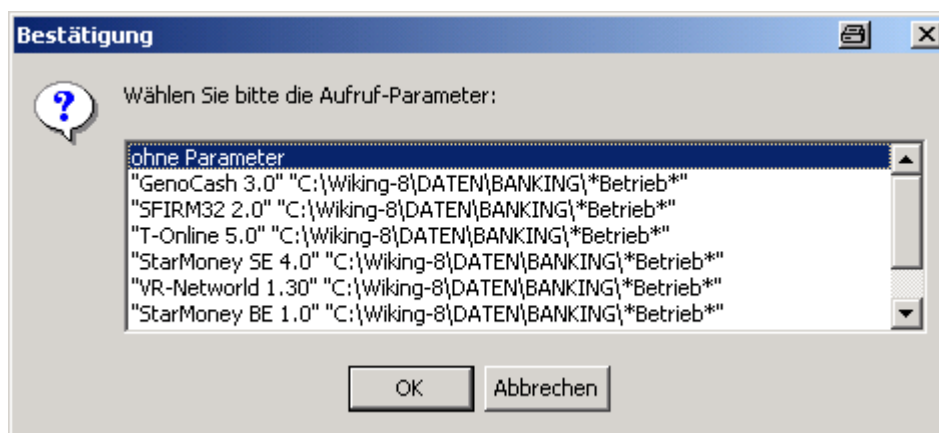 Bestätigung
Wählen Sie bitte die Aufruf-Parameter:
ohne Parameter
"GenoCash 3.0" "C:\Wiking-8\DATEN\BANKING\*Betrieb*"
"SFIRM32 2.0" "C:\Wiking-8\DATEN\BANKING\*Betrieb*"
"T-Online 5.0" "C:\Wiking-8\DATEN\BANKING\*Betrieb*"
"StarMoney SE 4.0" "C:\Wiking-8\DATEN\BANKING\*Betrieb*"
"VR-Networld 1.30" "C:\Wiking-8\DATEN\BANKING\*Betrieb*"
"StarMoney BE 1.0" "C:\Wiking-8\DATEN\BANKING\*Betrieb*"
OK Abbrechen